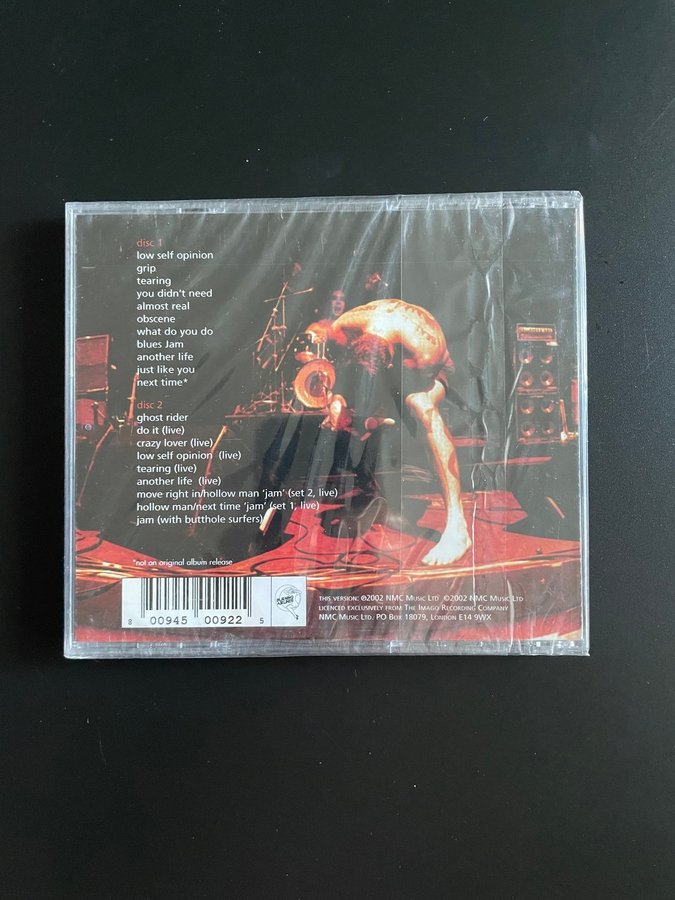 disc 1
low self opinion
grip
tearing
you didn't need
almost real
obscene
what do you do
blues Jam
another life
just like you
next time*
disc 2
ghost rider
do it (live)
crazy lover (live)
low self opinion (live)
tearing (live)
another life (live)
move right in/hollow man 'jam' (set 2, live)
hollow man/next time 'jam' (set 1, live)
jam (with butthole surfers)
*not on original album release
8 00945 00922 5
THIS VERSION: ℗2002 NMC MUSIC LTD ©2002 NMC MUSIC LTD
LICENCED EXCLUSIVELY FROM THE IMAGO RECORDING COMPANY
NMC MUSIC LTD. PO BOX 18079, LONDON E14 9WX